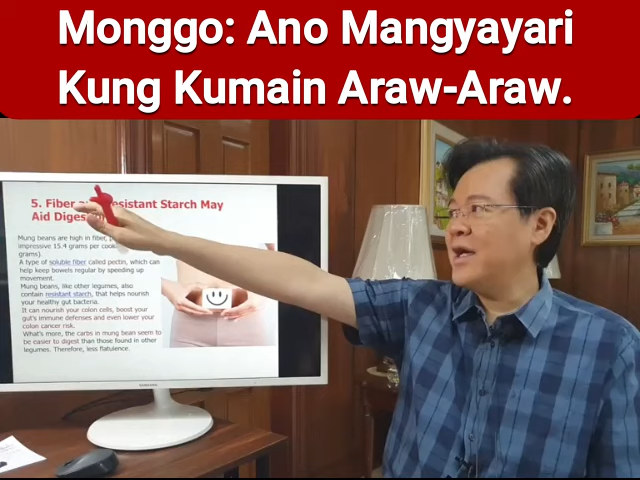 Monggo: Ano Mangyayari
Kung Kumain Araw-Araw.
5. Fiber Resistant Starch May
Aid
Mung beans are high in fiber,
impressive 15.4 grams per
grams).
A type of soluble fiber called pectin, which can
help keep bowels regular by speeding up
movement.
Mung beans, like other legumes, also
contain resistant starch, that helps nourish
your healthy gut bacteria.
It can nourish your colon cells, boost your
gut's immune defenses and even lower your
colon cancer risk.
What's more, the carbs in mung bean seem to
be easier to digest than those found in other
legumes. Therefore, less flatulence.
SAMSUNG